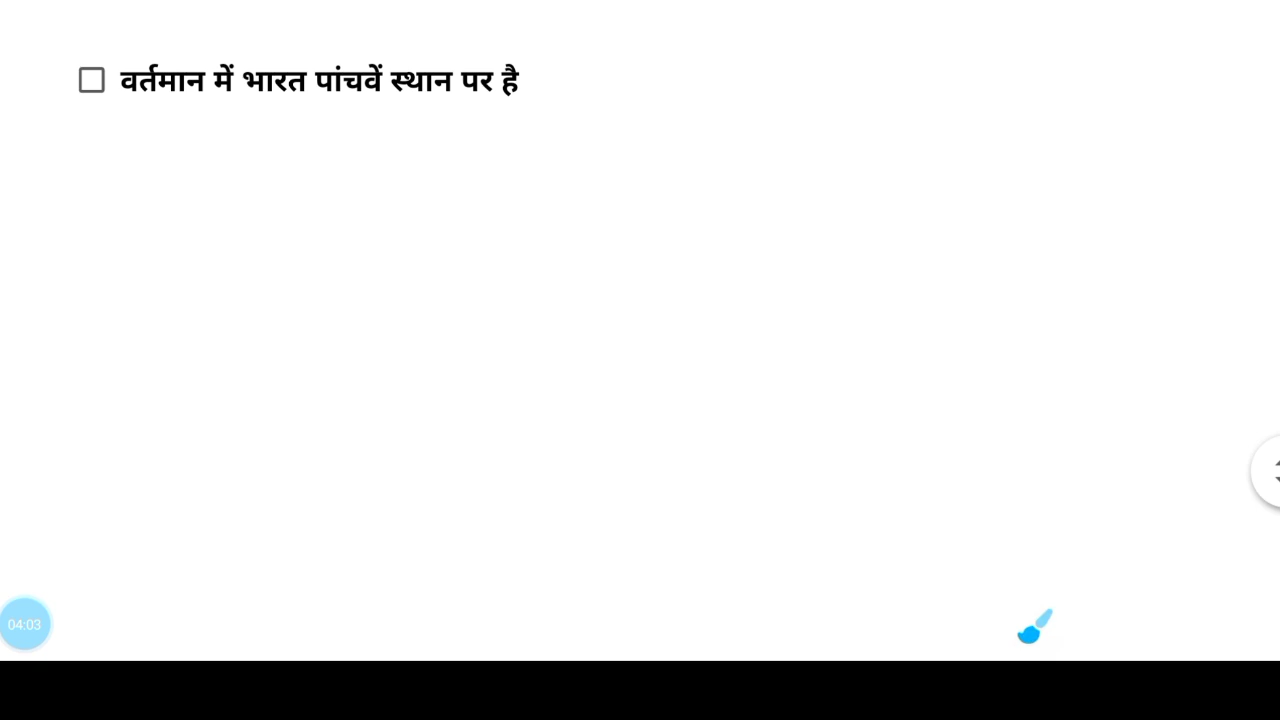 वर्तमान में भारत पांचवें स्थान पर है
04:03